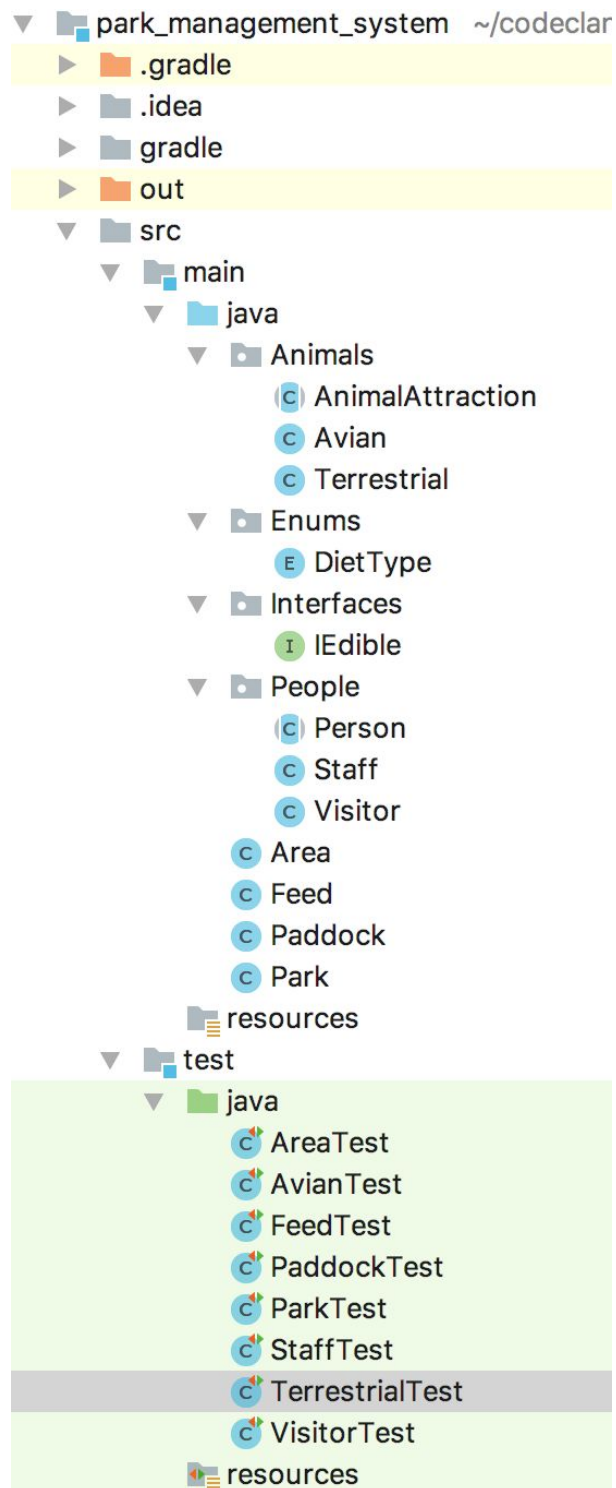 park_management_system ~/codeclan
.gradle
.idea
gradle
out
src
main
java
Animals
C AnimalAttraction
C Avian
C Terrestrial
Enums
E DietType
Interfaces
I IEdible
People
C Person
C Staff
C Visitor
C Area
C Feed
C Paddock
C Park
resources
test
java
C AreaTest
C AvianTest
C FeedTest
C PaddockTest
C ParkTest
C StaffTest
C TerrestrialTest
C VisitorTest
resources